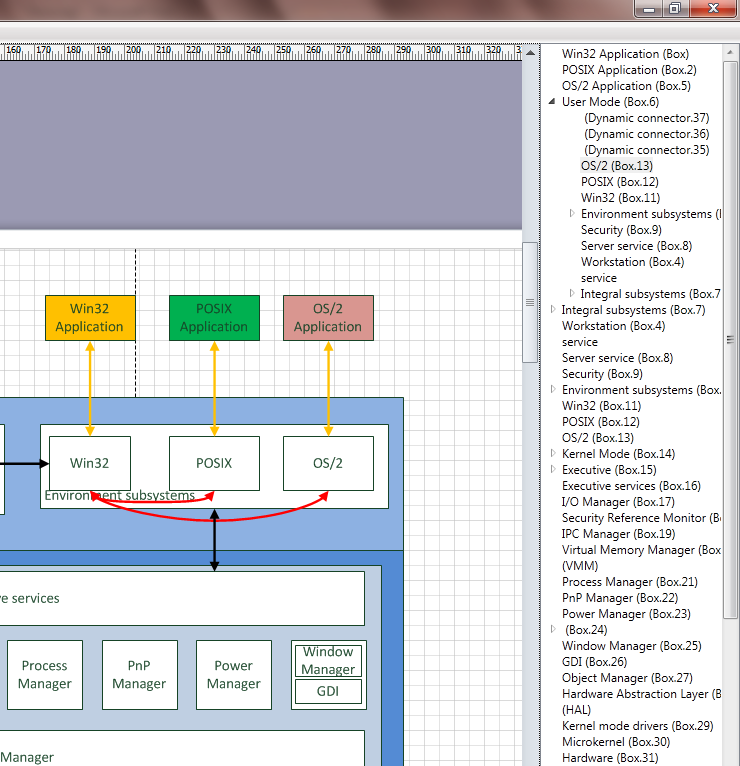 160 170 180 190 200 210 220 230 240 250 260 270 280 290 300 310 320
Win32
Application
POSIX
Application
OS/2
Application
Win32
POSIX
OS/2
Environment subsystems
ve services
Process
Manager
PnP
Manager
Power
Manager
Window
Manager
GDI
Manager
Win32 Application (Box)
POSIX Application (Box.2)
OS/2 Application (Box.5)
User Mode (Box.6)
(Dynamic connector.37)
(Dynamic connector.36)
(Dynamic connector.35)
OS/2 (Box.13)
POSIX (Box.12)
Win32 (Box.11)
Environment subsystems (
Security (Box.9)
Server service (Box.8)
Workstation (Box.4)
service
Integral subsystems (Box.7
Integral subsystems (Box.7)
Workstation (Box.4)
service
Server service (Box.8)
Security (Box.9)
Environment subsystems (Box.
Win32 (Box.11)
POSIX (Box.12)
OS/2 (Box.13)
Kernel Mode (Box.14)
Executive (Box.15)
Executive services (Box.16)
I/O Manager (Box.17)
Security Reference Monitor (B
IPC Manager (Box.19)
Virtual Memory Manager (Box
(VMM)
Process Manager (Box.21)
PnP Manager (Box.22)
Power Manager (Box.23)
(Box.24)
Window Manager (Box.25)
GDI (Box.26)
Object Manager (Box.27)
Hardware Abstraction Layer (B
(HAL)
Kernel mode drivers (Box.29)
Microkernel (Box.30)
Hardware (Box.31)